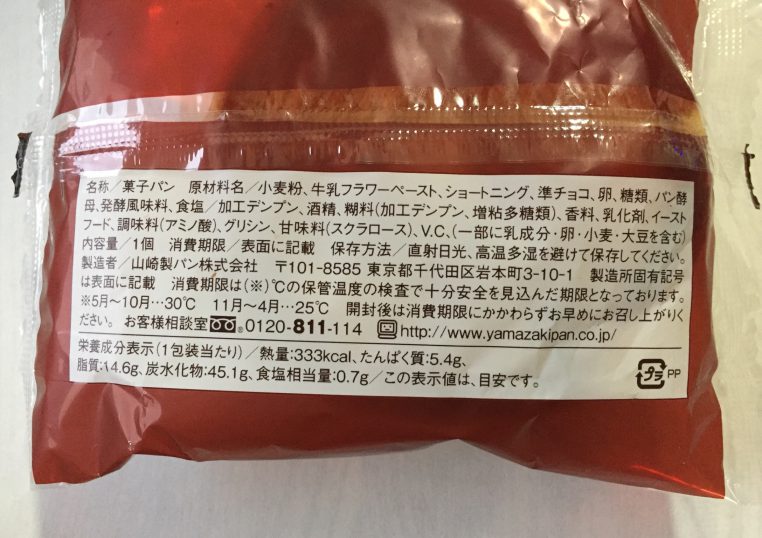 名称/菓子パン 原材料名/小麦粉、牛乳フラワーペースト、ショートニング、準チョコ、卵、糖類、パン酵
母、発酵風味料、食塩/加工デンプン、酒精、糊料(加工デンプン、増粘多糖類)、香料、乳化剤、イースト
フード、調味料(アミノ酸)、グリシン、甘味料(スクラロース)、V.C、(一部に乳成分・卵・小麦・大豆を含む)
内容量/1個 消費期限/表面に記載 保存方法/直射日光、高温多湿を避けて保存してください。
製造者/山崎製パン株式会社 〒101-8585 東京都千代田区岩本町3-10-1 製造所固有記号
は表面に記載 消費期限は(※)℃の保管温度の検査で十分安全を見込んだ期限となっております。
※5月~10月…30℃ 11月~4月…25℃ 開封後は消費期限にかかわらずお早めにお召し上がりく
ださい。 お客様相談室 0120-811-114 http://www.yamazakipan.co.jp/
栄養成分表示(1包装当たり)/熱量:333kcal、たんぱく質:5.4g、
脂質:14.6g、炭水化物:45.1g、食塩相当量:0.7g/この表示値は、目安です。
プラ PP